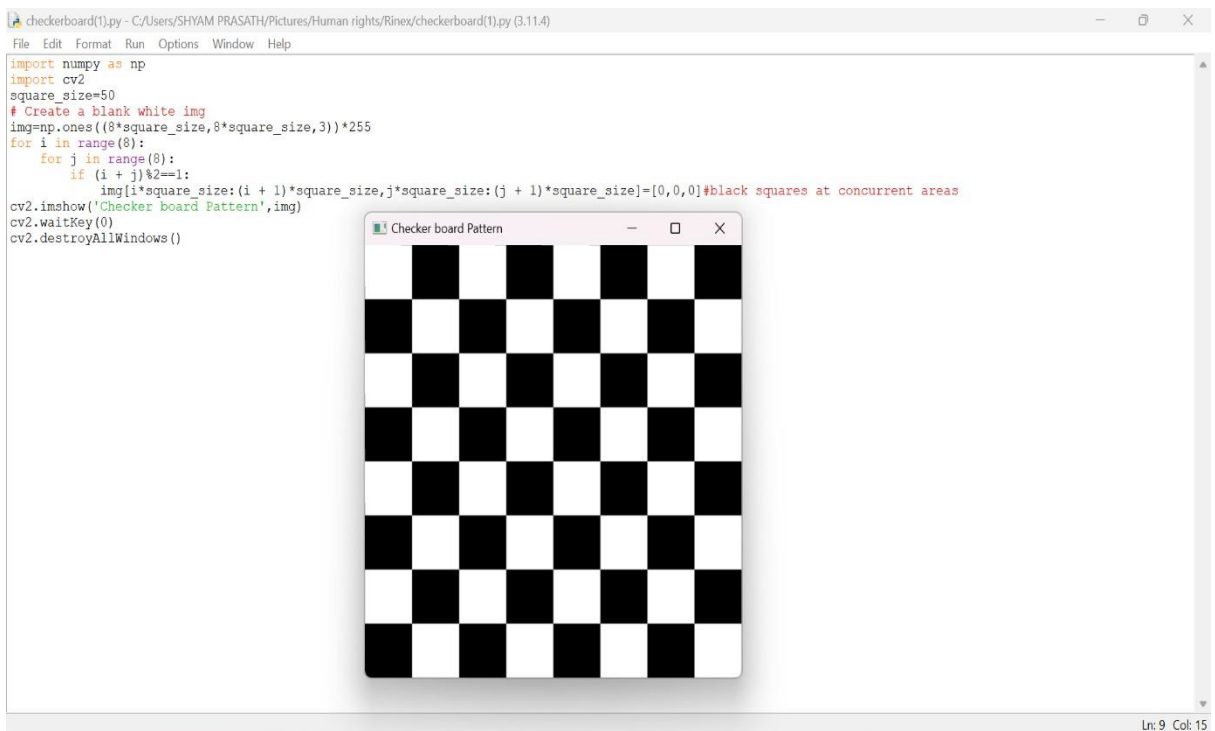 checkerboard(1).py - C:/Users/SHYAM PRASATH/Pictures/Human rights/Rinex/checkerboard(1).py (3.11.4)
File Edit Format Run Options Window Help
import numpy as np
import cv2
square_size=50
# Create a blank white img
img=np.ones((8*square_size,8*square_size,3))*255
for i in range(8):
    for j in range(8):
        if (i + j)%2==1:
            img[i*square_size:(i + 1)*square_size,j*square_size:(j + 1)*square_size]=[0,0,0]#black squares at concurrent areas
cv2.imshow('Checker board Pattern',img)
cv2.waitKey(0)
cv2.destroyAllWindows()
Checker board Pattern
Ln: 9 Col: 15